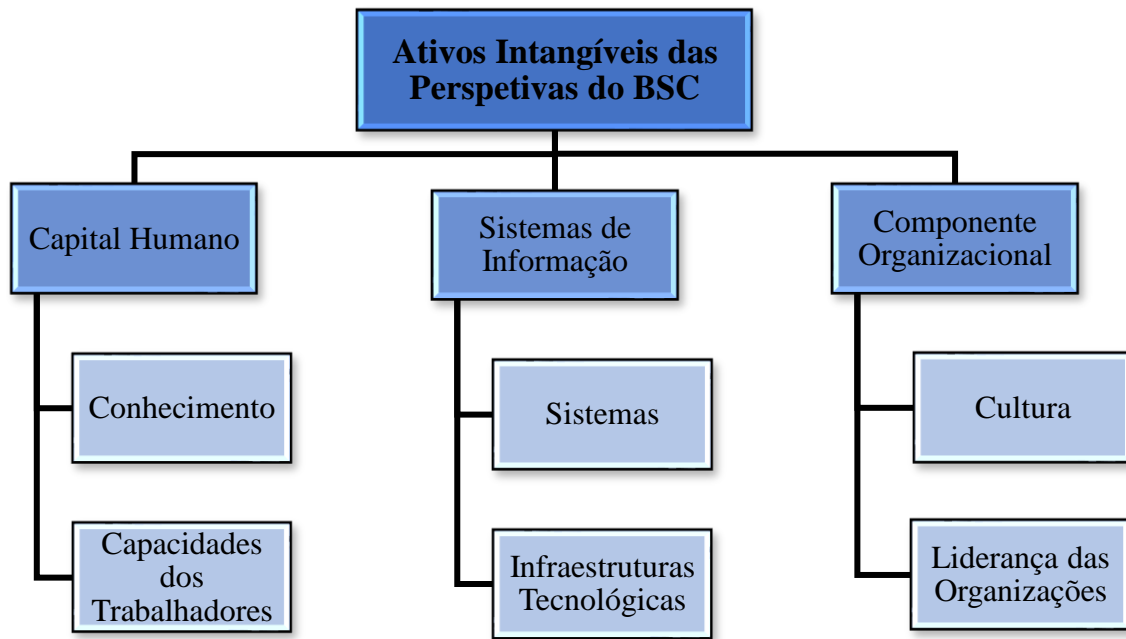 Ativos Intangíveis das
Perspetivas do BSC
Capital Humano
Sistemas de
Informação
Componente
Organizacional
Conhecimento
Sistemas
Cultura
Capacidades
dos
Trabalhadores
Infraestruturas
Tecnológicas
Liderança das
Organizações